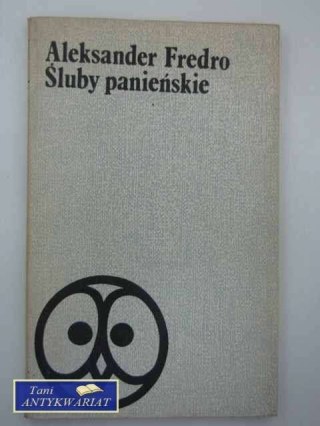 Aleksander Fredro
Śluby panieńskie
Tani
ANTYKWARIAT